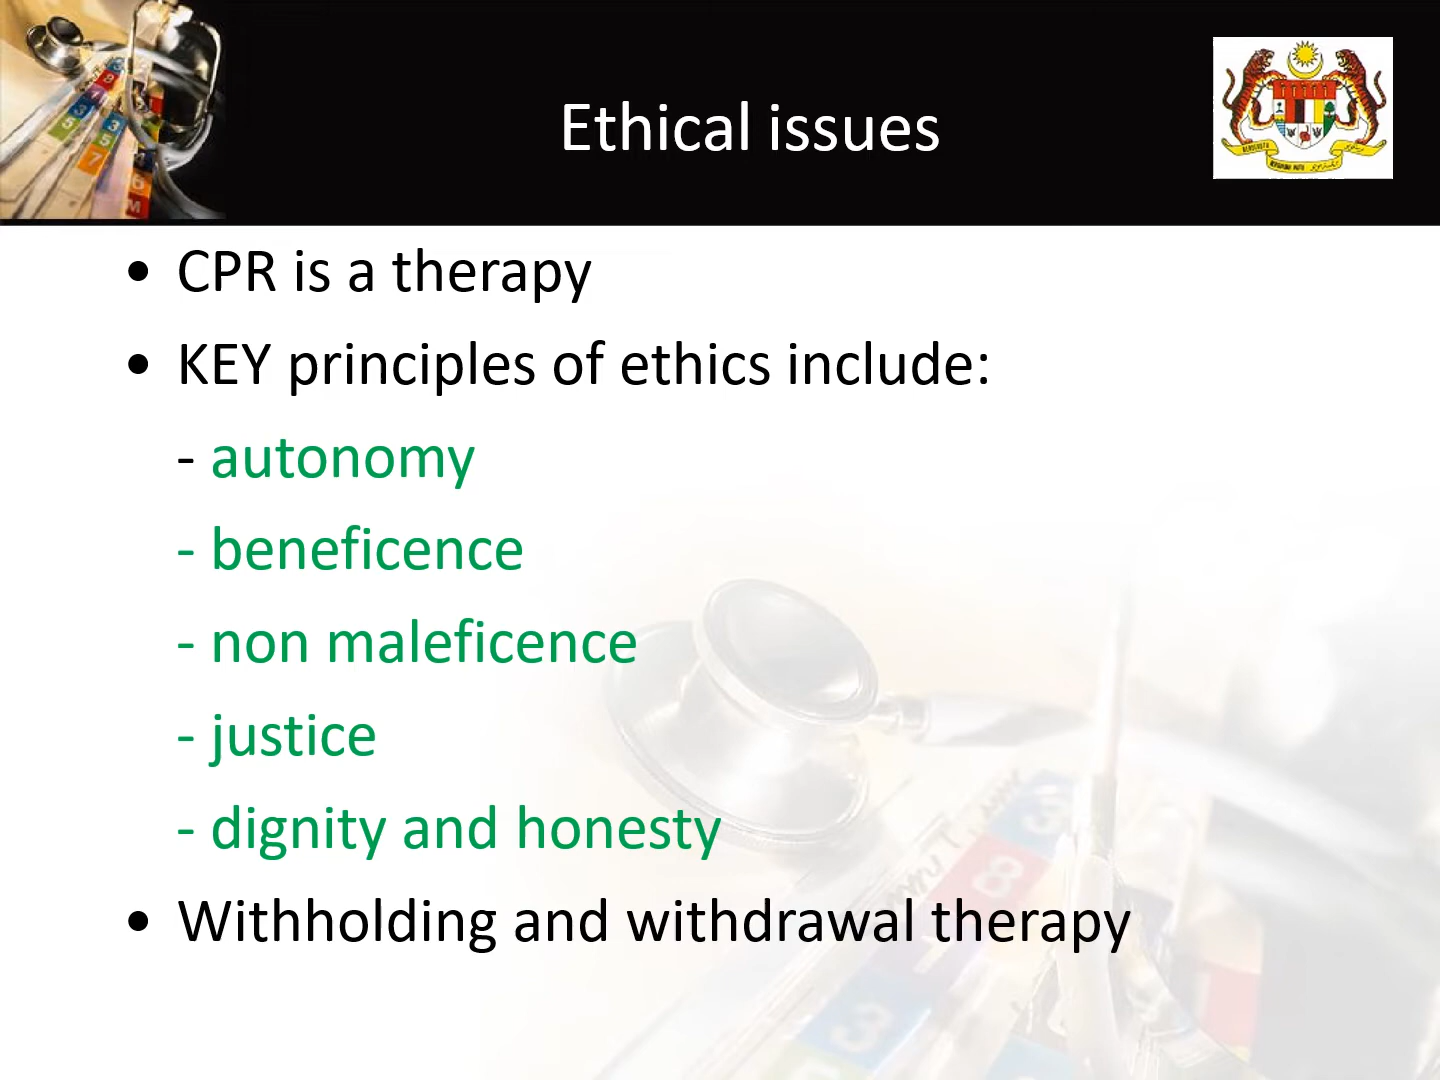 Ethical issues
• CPR is a therapy
• KEY principles of ethics include:
- autonomy
- beneficence
- non maleficence
- justice
- dignity and honesty
• Withholding and withdrawal therapy